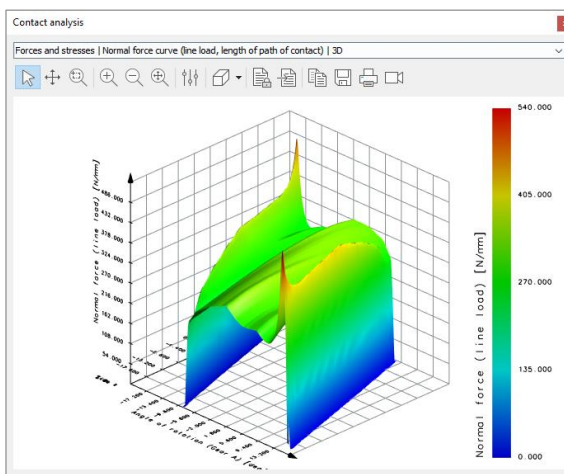 Contact analysis
Forces and stresses | Normal force curve (line load, length of path of contact) | 3D
540.000
405.000
270.000
135.000
0.000
Normal force (line load) [N/mm]
486.000
432.000
378.000
324.000
270.000
216.000
162.000
108.000
54.000
Normal force (line load) [N/mm]
Angle of rotation (Gear A)